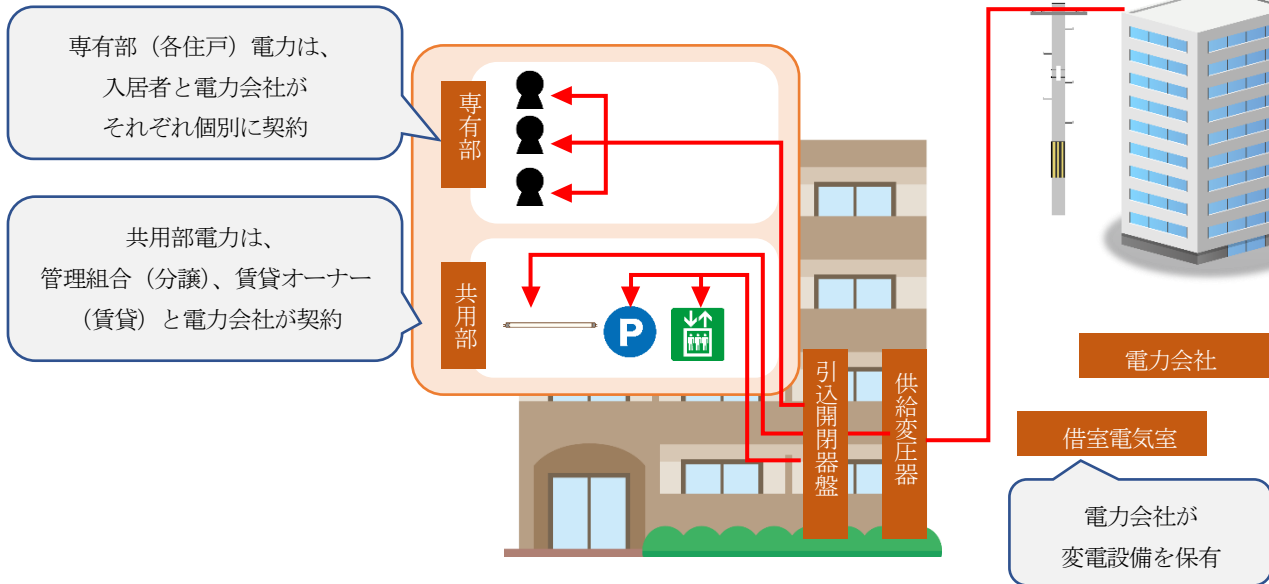 専有部（各住戸）電力は、
入居者と電力会社が
それぞれ個別に契約
専有部
共用部電力は、
管理組合（分譲）、賃貸オーナー
（賃貸）と電力会社が契約
共用部
P
引込開閉器盤
供給変圧器
電力会社
借室電気室
電力会社が
変電設備を保有